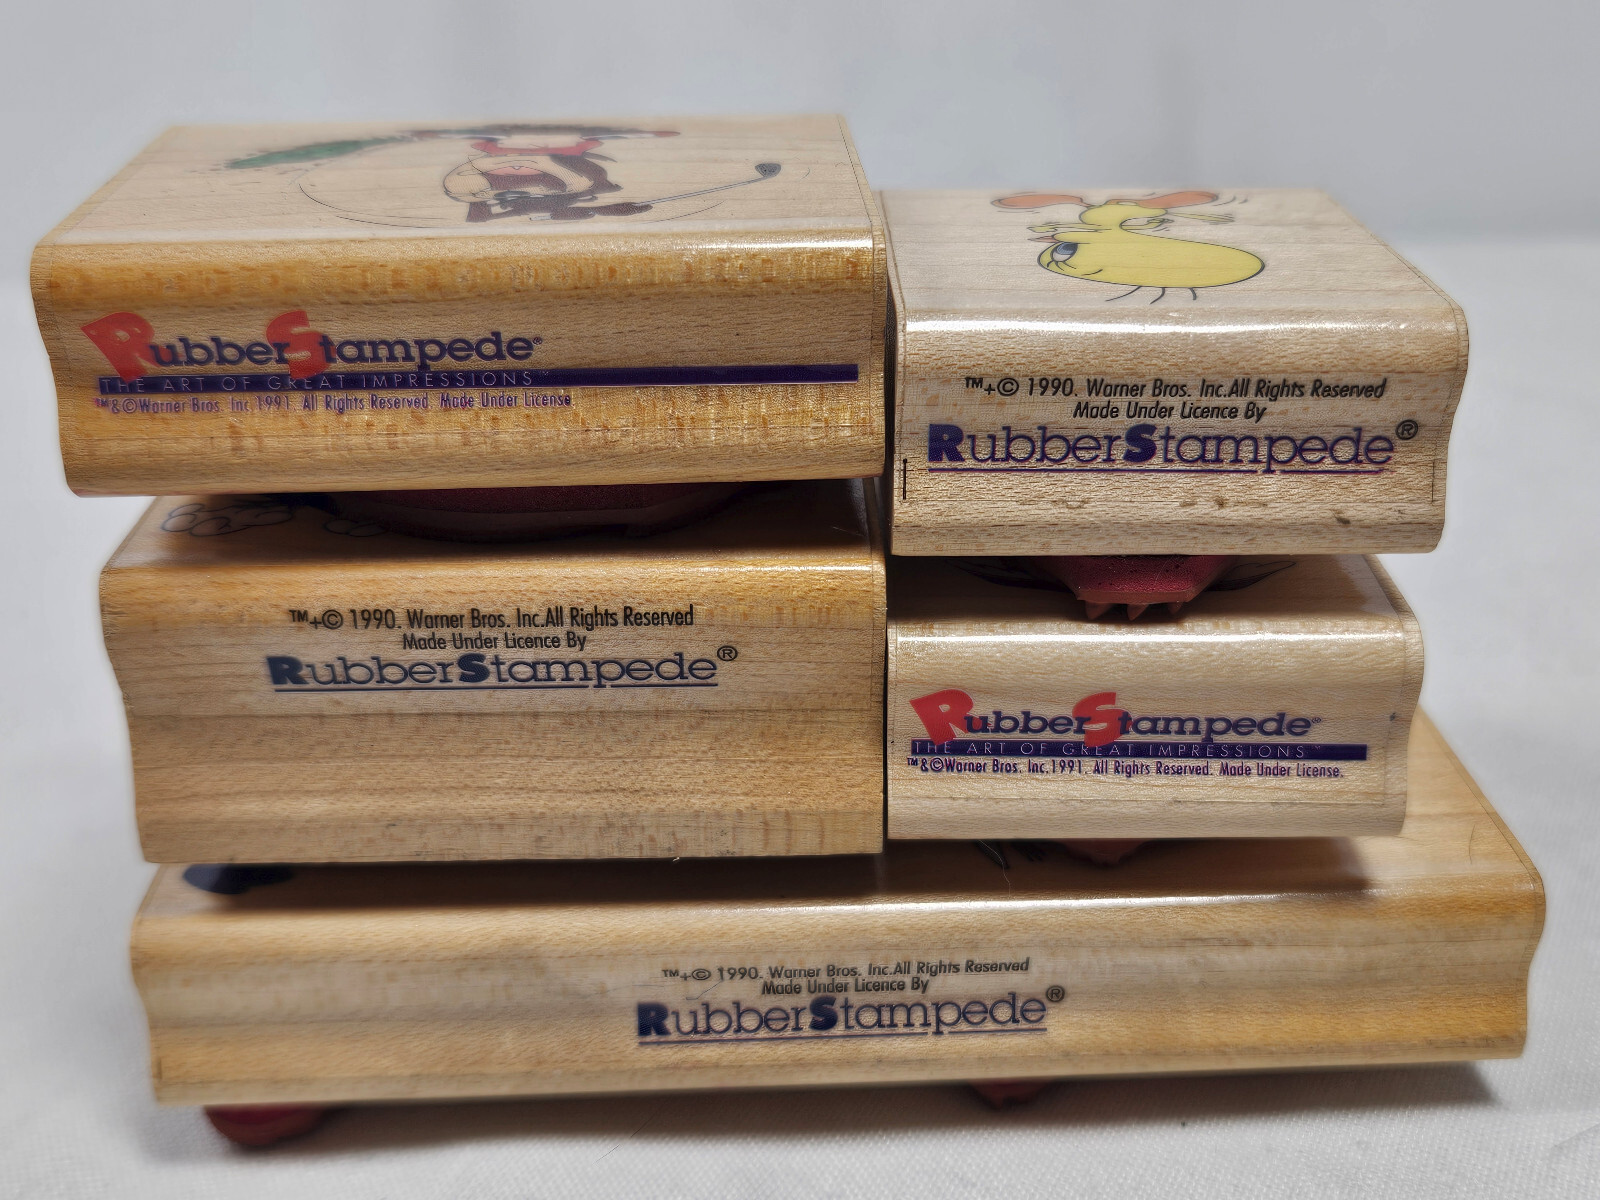 RubberStampede®
THE ART OF GREAT IMPRESSIONS
™&©Warner Bros. Inc.1991. All Rights Reserved. Made Under License.
™+© 1990. Warner Bros. Inc.All Rights Reserved
Made Under Licence By
RubberStampede®
™+© 1990. Warner Bros. Inc.All Rights Reserved
Made Under Licence By
RubberStampede®
RubberStampede®
THE ART OF GREAT IMPRESSIONS™
™&©Warner Bros. Inc.1991. All Rights Reserved. Made Under License.
™+© 1990. Warner Bros. Inc.All Rights Reserved
Made Under Licence By
RubberStampede®